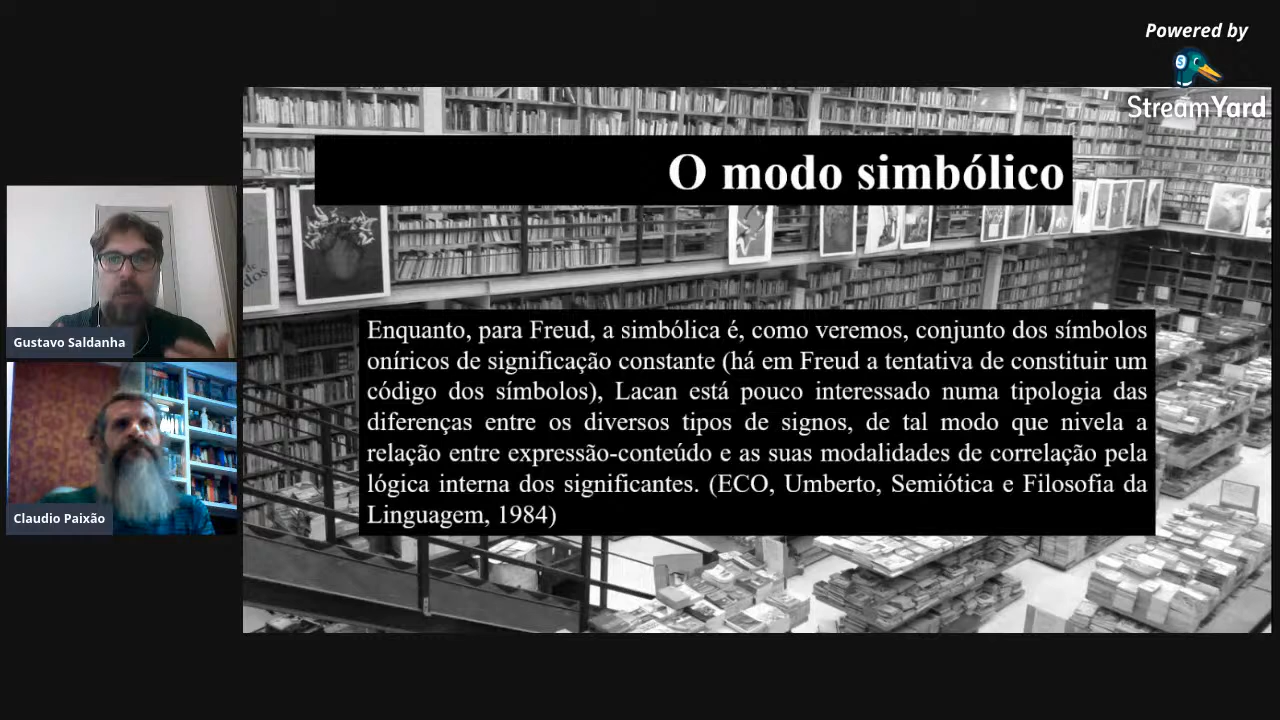 Powered by
StreamYard
O modo simbólico
Enquanto, para Freud, a simbólica é, como veremos, conjunto dos símbolos
oníricos de significação constante (há em Freud a tentativa de constituir um
código dos símbolos), Lacan está pouco interessado numa tipologia das
diferenças entre os diversos tipos de signos, de tal modo que nivela a
relação entre expressão-conteúdo e as suas modalidades de correlação pela
lógica interna dos significantes. (ECO, Umberto, Semiótica e Filosofia da
Linguagem, 1984)
Gustavo Saldanha
Claudio Paixão